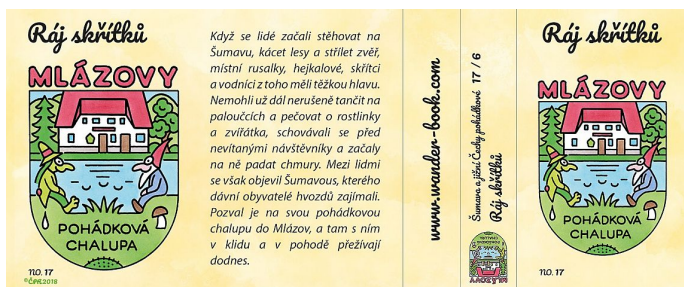 Ráj skřítků
MLÁZOVY
POHÁDKOVÁ
CHALUPA
NO. 17
©ČPR 2018
Když se lidé začali stěhovat na
Šumavu, kácet lesy a střílet zvěř,
místní rusalky, hejkalové, skřítci
a vodníci z toho měli těžkou hlavu.
Nemohli už dál nerušeně tančit na
paloučcích a pečovat o rostlinky
a zvířátka, schovávali se před
nevítanými návštěvníky a začaly
na ně padat chmury. Mezi lidmi
se však objevil Šumavous, kterého
dávní obyvatelé hvozdů zajímali.
Pozval je na svou pohádkovou
chalupu do Mlázov, a tam s ním
v klidu a v pohodě přežívají
dodnes.
www.wander-book.com
Šumava a jižní Čechy pohádkové 17 / 6
Ráj skřítků
MLÁZOVY
POHÁDKOVÁ
CHALUPA
Ráj skřítků
MLÁZOVY
POHÁDKOVÁ
CHALUPA
NO. 17